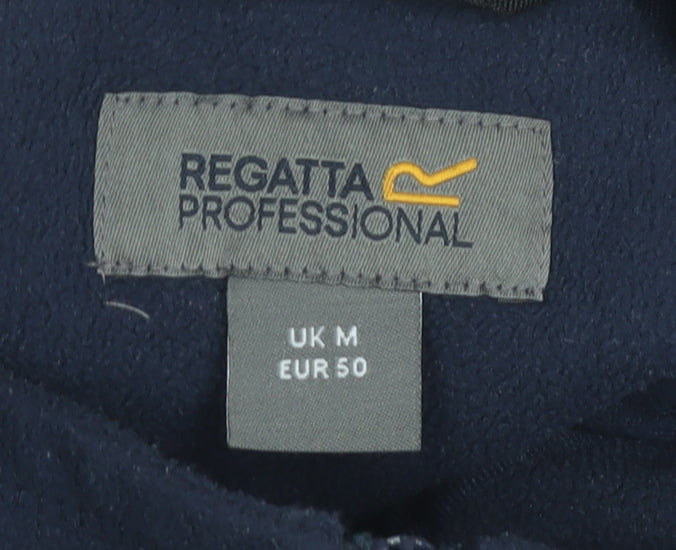 REGATTA
PROFESSIONAL
UK M
EUR 50